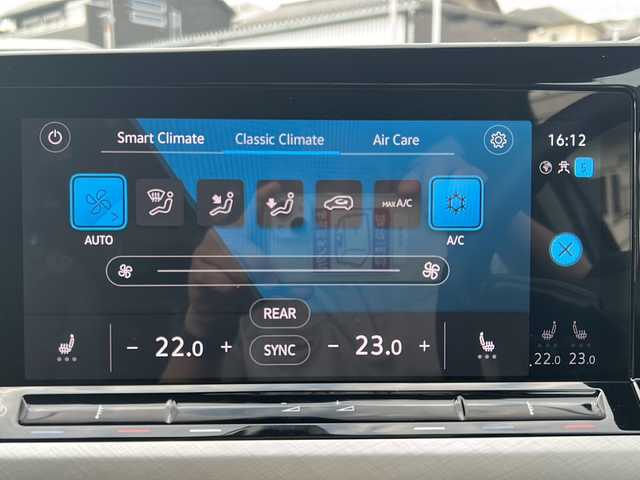 Smart Climate Classic Climate Air Care 16:12
MAX A/C
AUTO A/C
REAR
− 22.0 + SYNC − 23.0 +
22.0 23.0